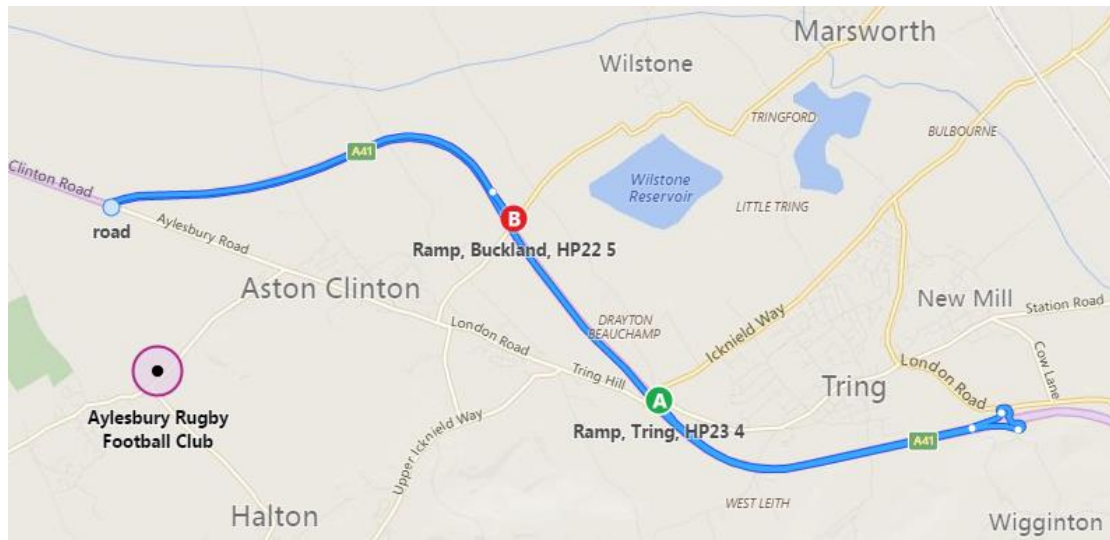 Marsworth
Wilstone
TRINGFORD
BULBOURNE
A41
Clinton Road
Wilstone
Reservoir
LITTLE TRING
road
Aylesbury Road
B
Ramp, Buckland, HP22 5
Aston Clinton
New Mill
Station Road
DRAYTON
BEAUCHAMP
Icknield Way
London Road
Tring Hill
London Road
Cow Lane
Tring
A
Aylesbury Rugby
Football Club
Ramp, Tring, HP23 4
A41
Upper Icknield Way
WEST LEITH
Halton
Wigginton